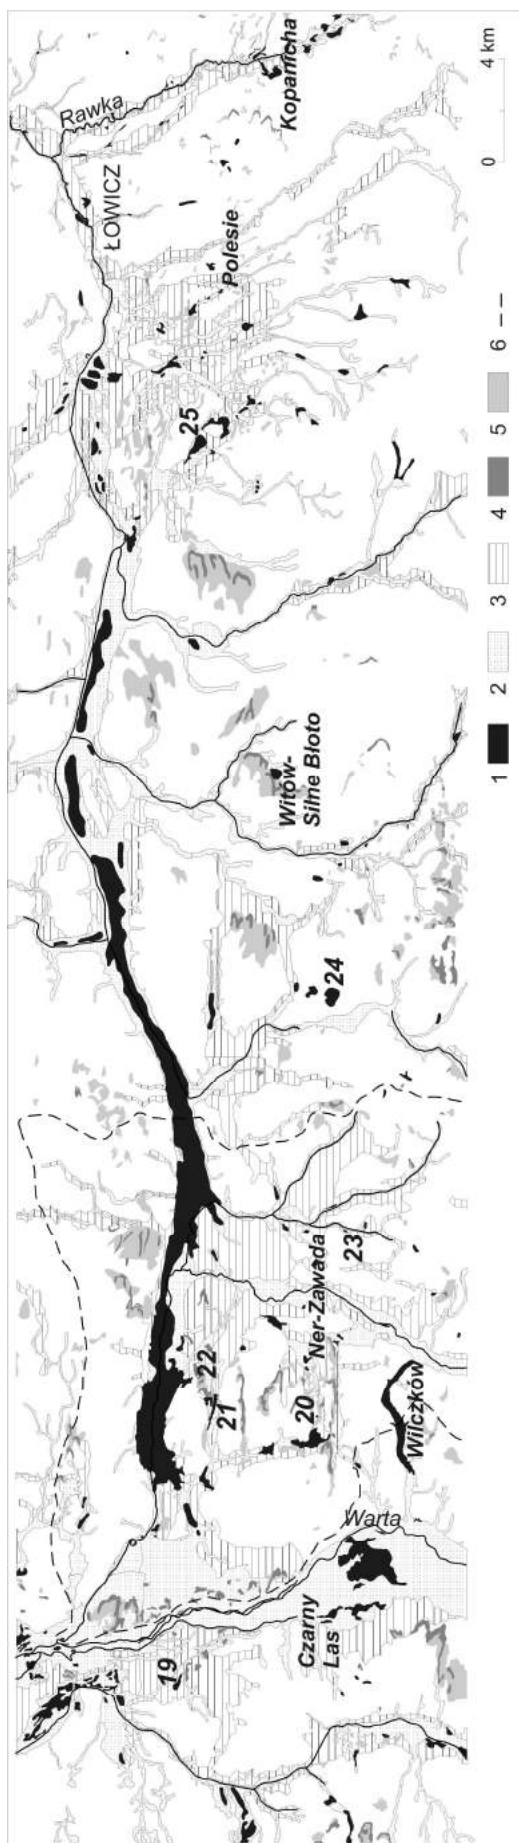 Rawka
ŁOWICZ
Kopanicha
Polesie
25
Witów-
Silne Błoto
24
23
Ner-Zawada
22
21
20
Wilczków
Warta
Czarny
Las
19
0 4 km
1 2 3 4 5 6